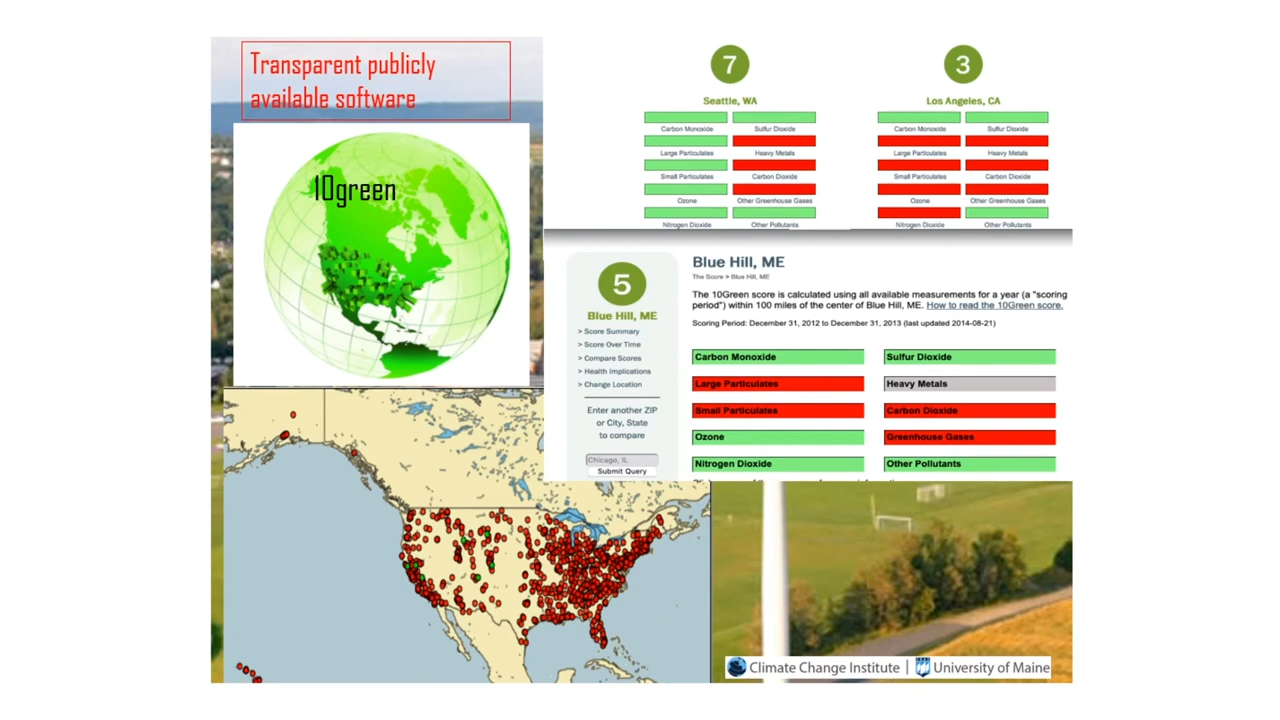 Transparent publicly
available software
10green
7
Seattle, WA
Carbon Monoxide
Sulfur Dioxide
Large Particulates
Heavy Metals
Small Particulates
Carbon Dioxide
Ozone
Other Greenhouse Gases
Nitrogen Dioxide
Other Pollutants
3
Los Angeles, CA
Carbon Monoxide
Sulfur Dioxide
Large Particulates
Heavy Metals
Small Particulates
Carbon Dioxide
Ozone
Other Greenhouse Gases
Nitrogen Dioxide
Other Pollutants
5
Blue Hill, ME
> Score Summary
> Score Over Time
> Compare Scores
> Health Implications
> Change Location
Enter another ZIP
or City, State
to compare
Chicago, IL
Submit Query
Blue Hill, ME
The Score > Blue Hill, ME
The 10Green score is calculated using all available measurements for a year (a "scoring
period") within 100 miles of the center of Blue Hill, ME. How to read the 10Green score.
Scoring Period: December 31, 2012 to December 31, 2013 (last updated 2014-08-21)
Carbon Monoxide
Sulfur Dioxide
Large Particulates
Heavy Metals
Small Particulates
Carbon Dioxide
Ozone
Greenhouse Gases
Nitrogen Dioxide
Other Pollutants
Climate Change Institute | University of Maine